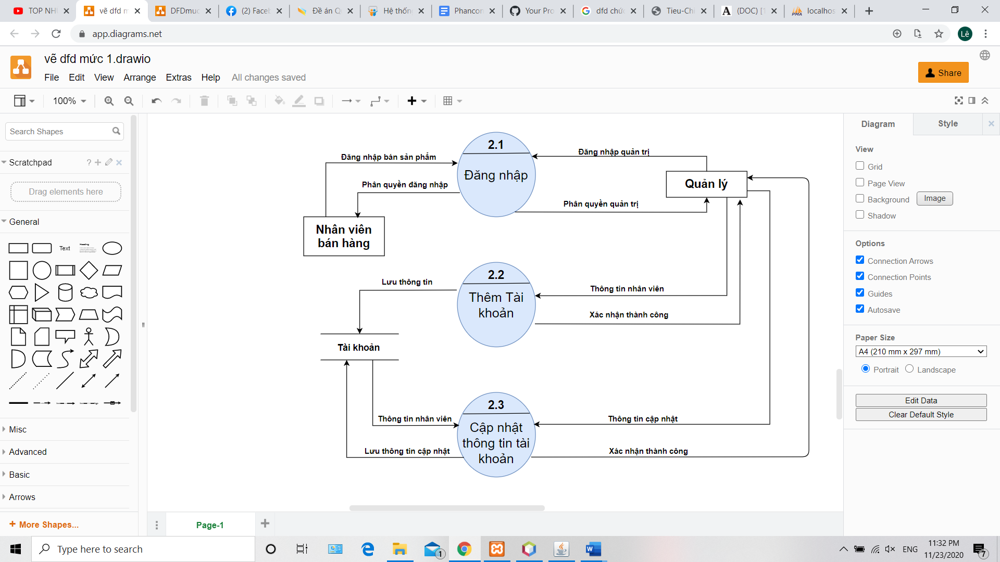 TOP NH
vẽ dfd m
DFDmuc
(2) Facel
Đề án Q
Hệ thốn
Phancon
Your Pro
dfd chức
Tieu-Chi
(DOC) [
localhos
app.diagrams.net
Lê
vẽ dfd mức 1.drawio
File Edit View Arrange Extras Help All changes saved
Share
100%
Search Shapes
Scratchpad
?
Drag elements here
General
Text
Heading
Misc
Advanced
Basic
Arrows
+ More Shapes...
2.1
Đăng nhập
Đăng nhập bán sản phẩm
Phân quyền đăng nhập
Đăng nhập quản trị
Phân quyền quản trị
Quản lý
Nhân viên
bán hàng
2.2
Thêm Tài
khoản
Lưu thông tin
Thông tin nhân viên
Xác nhận thành công
Tài khoản
2.3
Cập nhật
thông tin tài
khoản
Thông tin nhân viên
Lưu thông tin cập nhật
Thông tin cập nhật
Xác nhận thành công
Diagram
Style
View
Grid
Page View
Background
Image
Shadow
Options
Connection Arrows
Connection Points
Guides
Autosave
Paper Size
A4 (210 mm x 297 mm)
Portrait
Landscape
Edit Data
Clear Default Style
Page-1
Type here to search
1
ENG
11:32 PM
11/23/2020
7